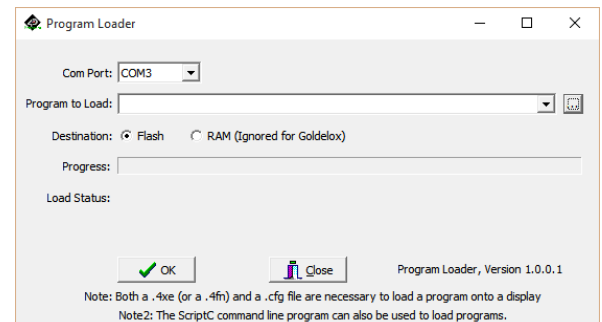 Program Loader
Com Port: COM3
Program to Load:
Destination: Flash RAM (Ignored for Goldelox)
Progress:
Load Status:
OK Close Program Loader, Version 1.0.0.1
Note: Both a .4xe (or a .4fn) and a .cfg file are necessary to load a program onto a display
Note2: The ScriptC command line program can also be used to load programs.